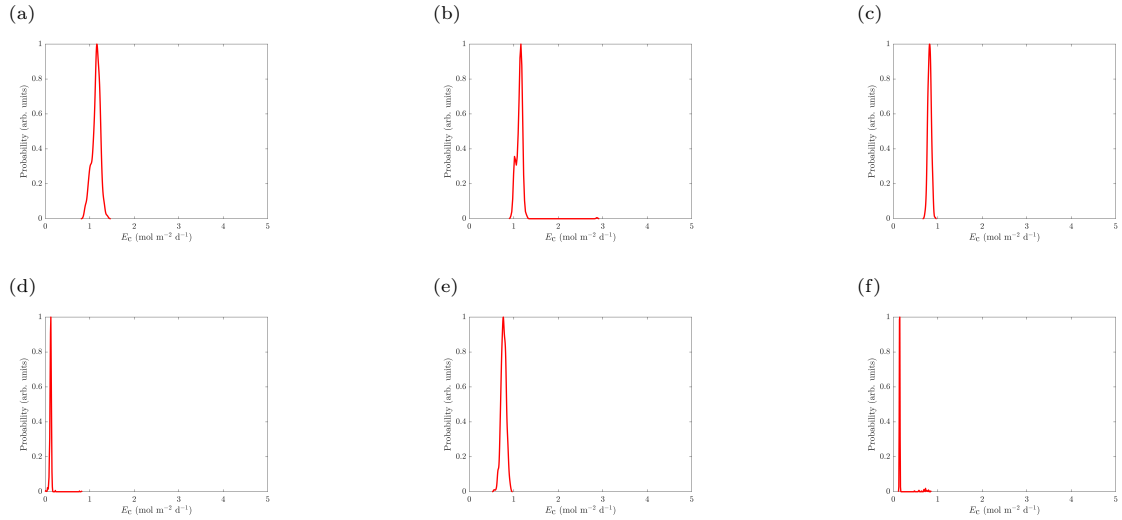 (a)
(b)
(c)
Probability (arb. units)
1
0.8
0.6
0.4
0.2
0
0 1 2 3 4 5
E_c (mol m⁻² d⁻¹)
Probability (arb. units)
1
0.8
0.6
0.4
0.2
0
0 1 2 3 4 5
E_c (mol m⁻² d⁻¹)
Probability (arb. units)
1
0.8
0.6
0.4
0.2
0
0 1 2 3 4 5
E_c (mol m⁻² d⁻¹)
(d)
(e)
(f)
Probability (arb. units)
1
0.8
0.6
0.4
0.2
0
0 1 2 3 4 5
E_c (mol m⁻² d⁻¹)
Probability (arb. units)
1
0.8
0.6
0.4
0.2
0
0 1 2 3 4 5
E_c (mol m⁻² d⁻¹)
Probability (arb. units)
1
0.8
0.6
0.4
0.2
0
0 1 2 3 4 5
E_c (mol m⁻² d⁻¹)